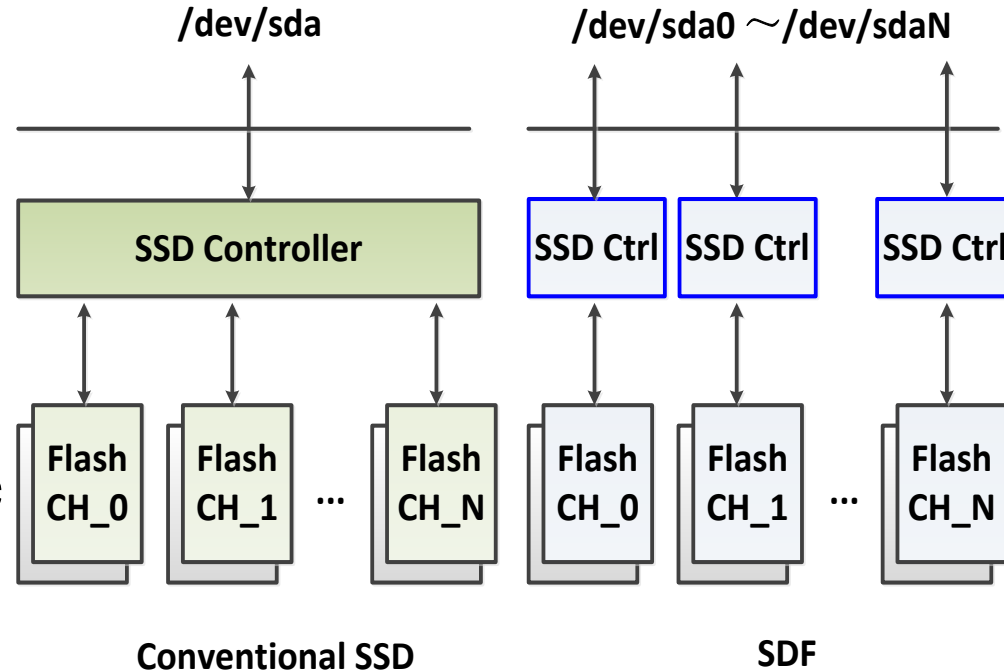 /dev/sda
/dev/sda0 ～/dev/sdaN
SSD Controller
SSD Ctrl
SSD Ctrl
SSD Ctrl
Flash
CH_0
Flash
CH_1
...
Flash
CH_N
Flash
CH_0
Flash
CH_1
...
Flash
CH_N
Conventional SSD
SDF